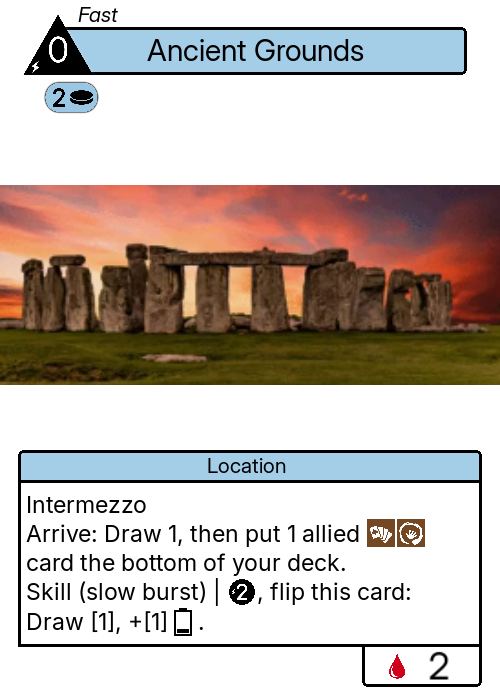 Fast
0
Ancient Grounds
2
Location
Intermezzo
Arrive: Draw 1, then put 1 allied
card the bottom of your deck.
Skill (slow burst) | 2, flip this card:
Draw [1], +[1] .
2